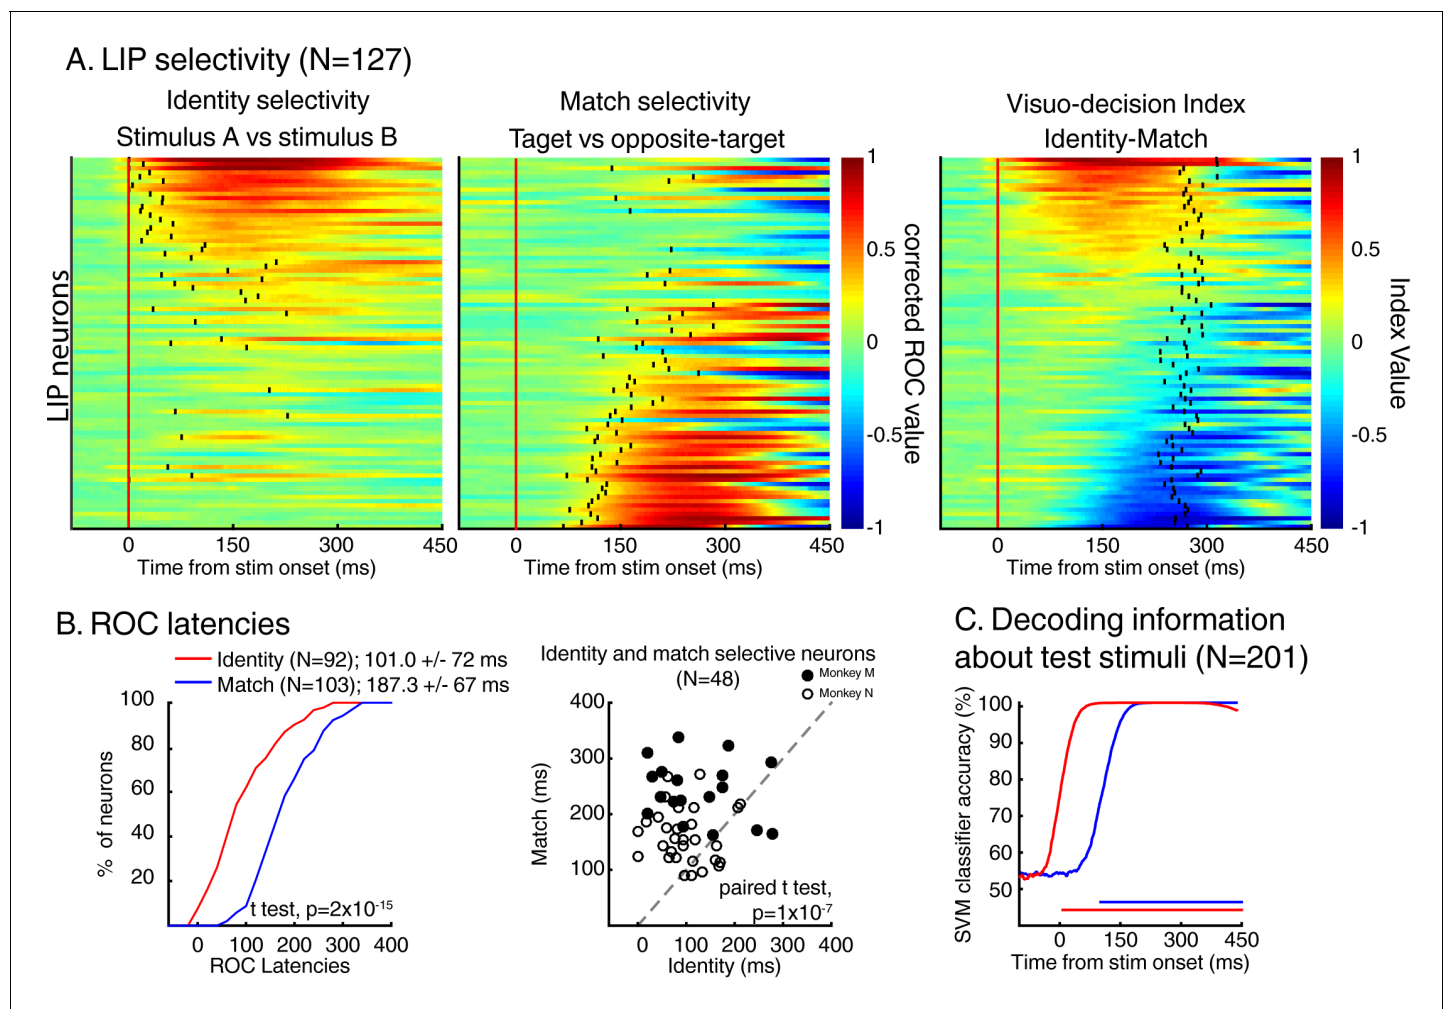 A. LIP selectivity (N=127)
Identity selectivity
Stimulus A vs stimulus B
Match selectivity
Taget vs opposite-target
Visuo-decision Index
Identity-Match
LIP neurons
0
150
300
450
Time from stim onset (ms)
0
150
300
450
Time from stim onset (ms)
1
0.5
0
-0.5
-1
corrected ROC value
0
150
300
450
Time from stim onset (ms)
1
0.5
0
-0.5
-1
Index Value
B. ROC latencies
Identity (N=92); 101.0 +/- 72 ms
Match (N=103); 187.3 +/- 67 ms
% of neurons
100
80
60
40
20
t test, p=2x10-15
0
100
200
300
400
ROC Latencies
Identity and match selective neurons
(N=48)
Monkey M
Monkey N
Match (ms)
400
300
200
100
paired t test,
p=1x10-7
0
100
200
300
400
Identity (ms)
C. Decoding information
about test stimuli (N=201)
SVM classifier accuracy (%)
100
90
80
70
60
50
0
150
300
450
Time from stim onset (ms)